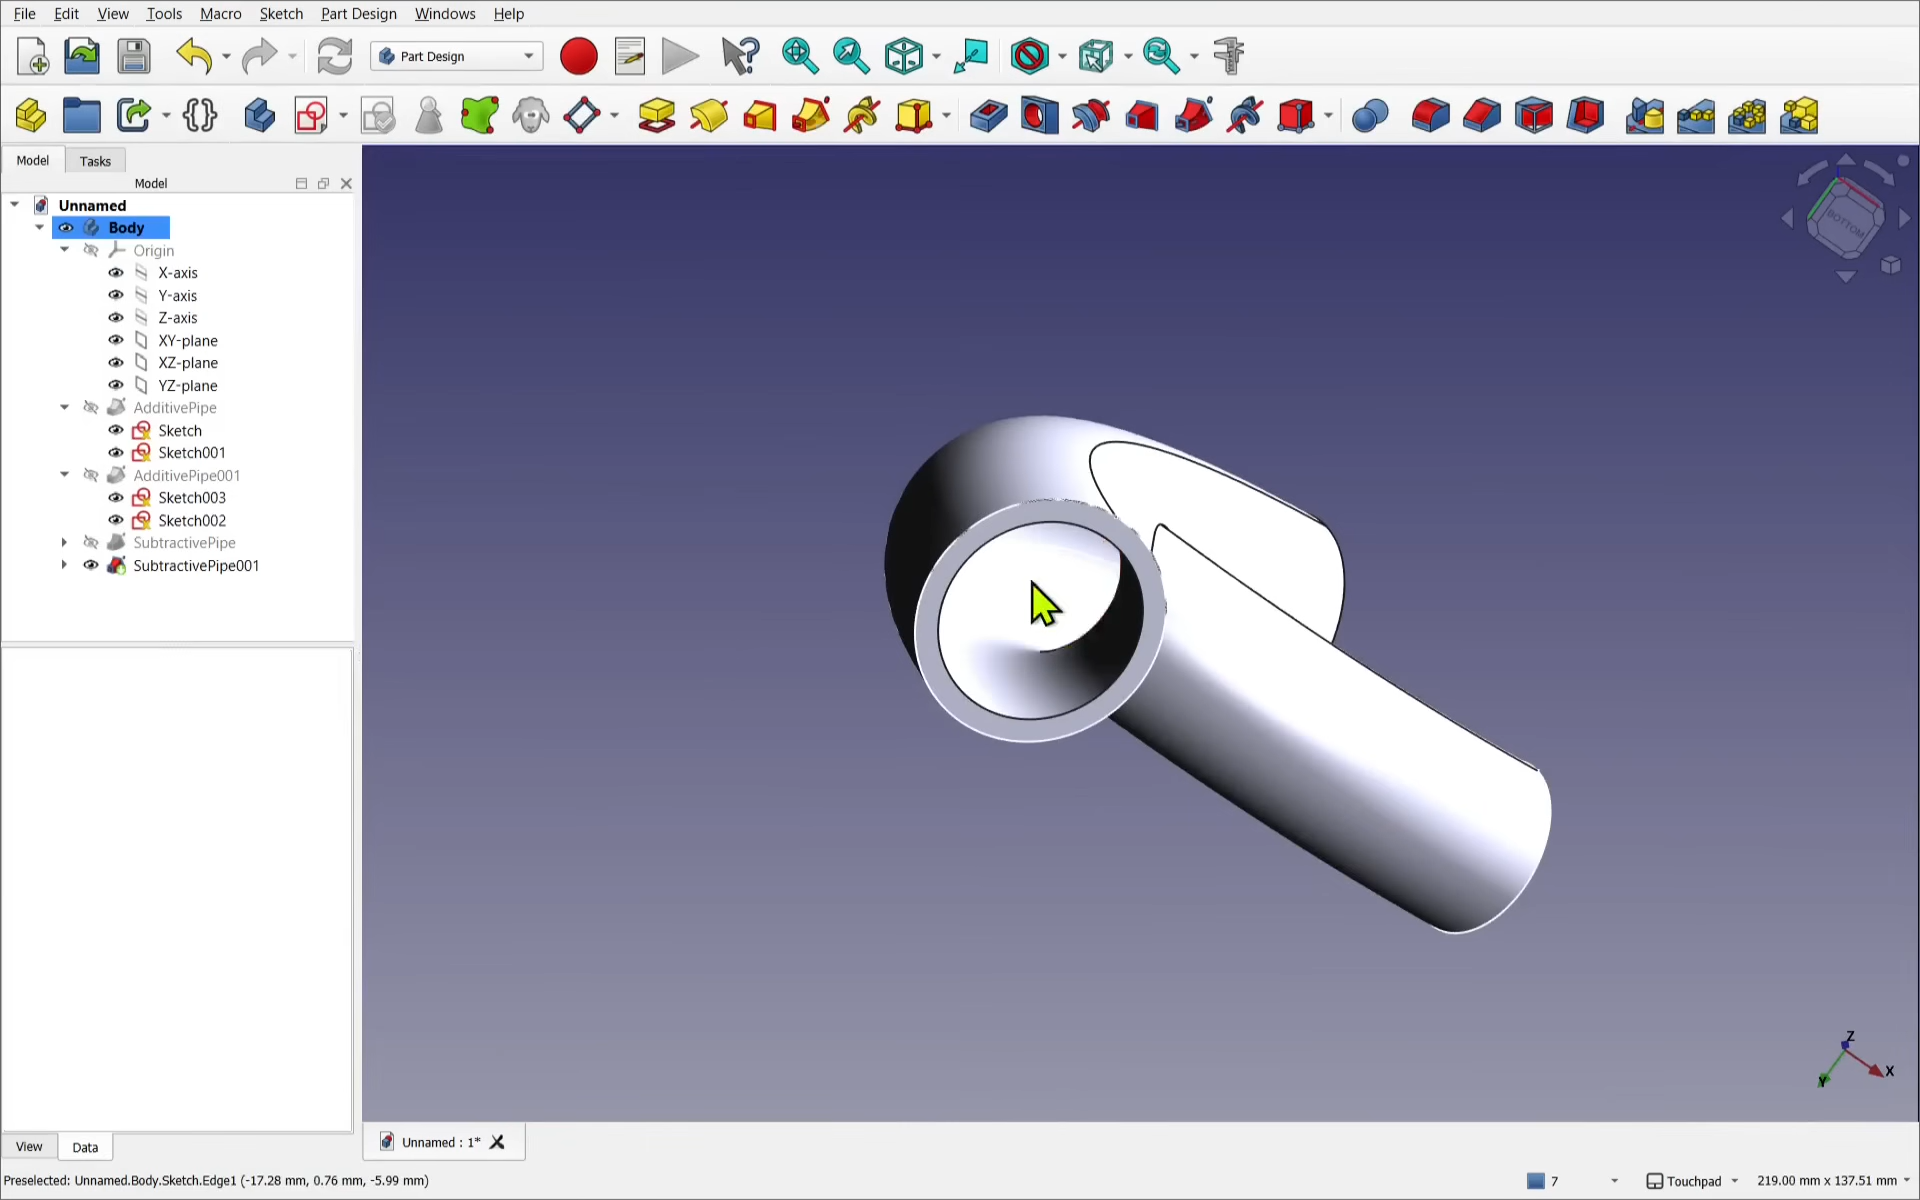 File Edit View Tools Macro Sketch Part Design Windows Help
Part Design
Model Tasks
Model
Unnamed
Body
Origin
X-axis
Y-axis
Z-axis
XY-plane
XZ-plane
YZ-plane
AdditivePipe
Sketch
Sketch001
AdditivePipe001
Sketch003
Sketch002
SubtractivePipe
SubtractivePipe001
BOTTOM
Z
X
Y
View Data
Unnamed : 1*
Preselected: Unnamed.Body.Sketch.Edge1 (-17.28 mm, 0.76 mm, -5.99 mm)
7 Touchpad 219.00 mm x 137.51 mm